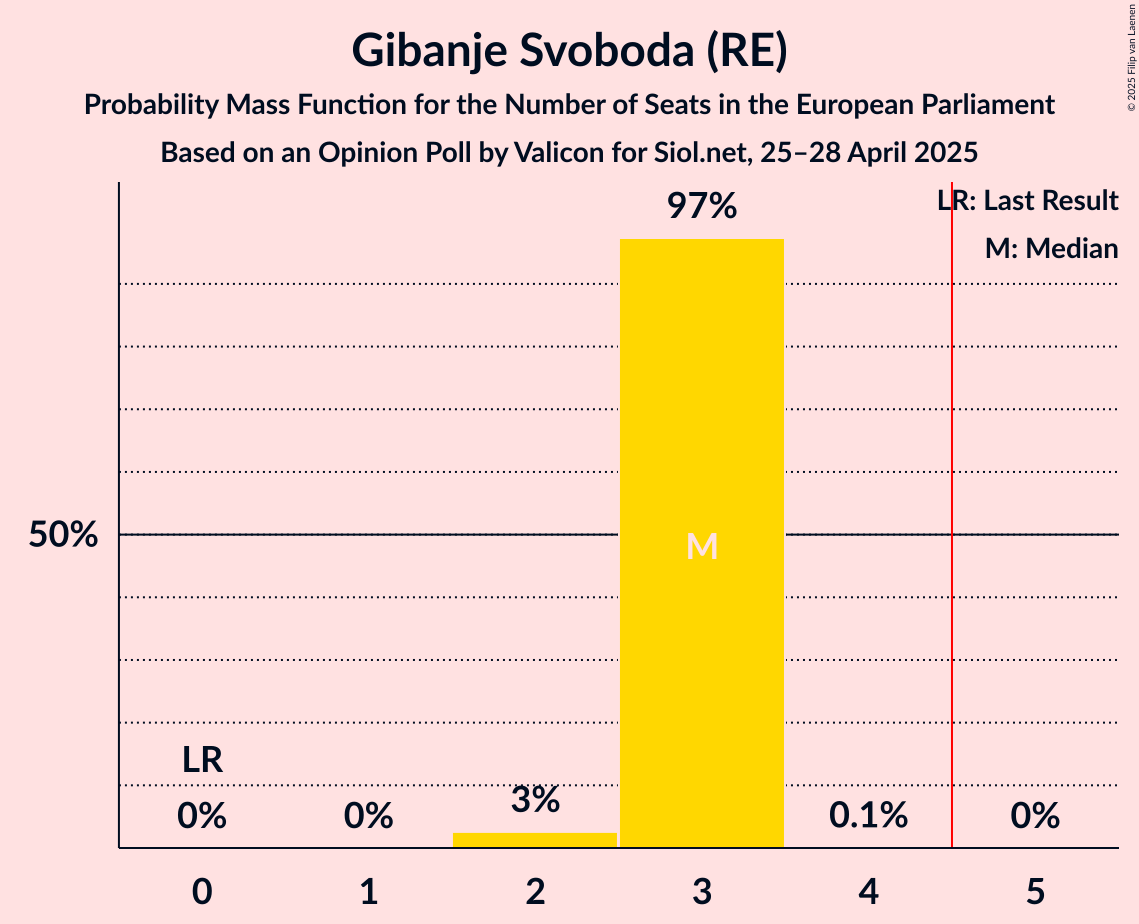 Gibanje Svoboda (RE)
Probability Mass Function for the Number of Seats in the European Parliament
Based on an Opinion Poll by Valicon for Siol.net, 25–28 April 2025
© 2025 Filip van Laenen
LR: Last Result
M: Median
97%
50%
M
LR
0%
0%
3%
0.1%
0%
0
1
2
3
4
5